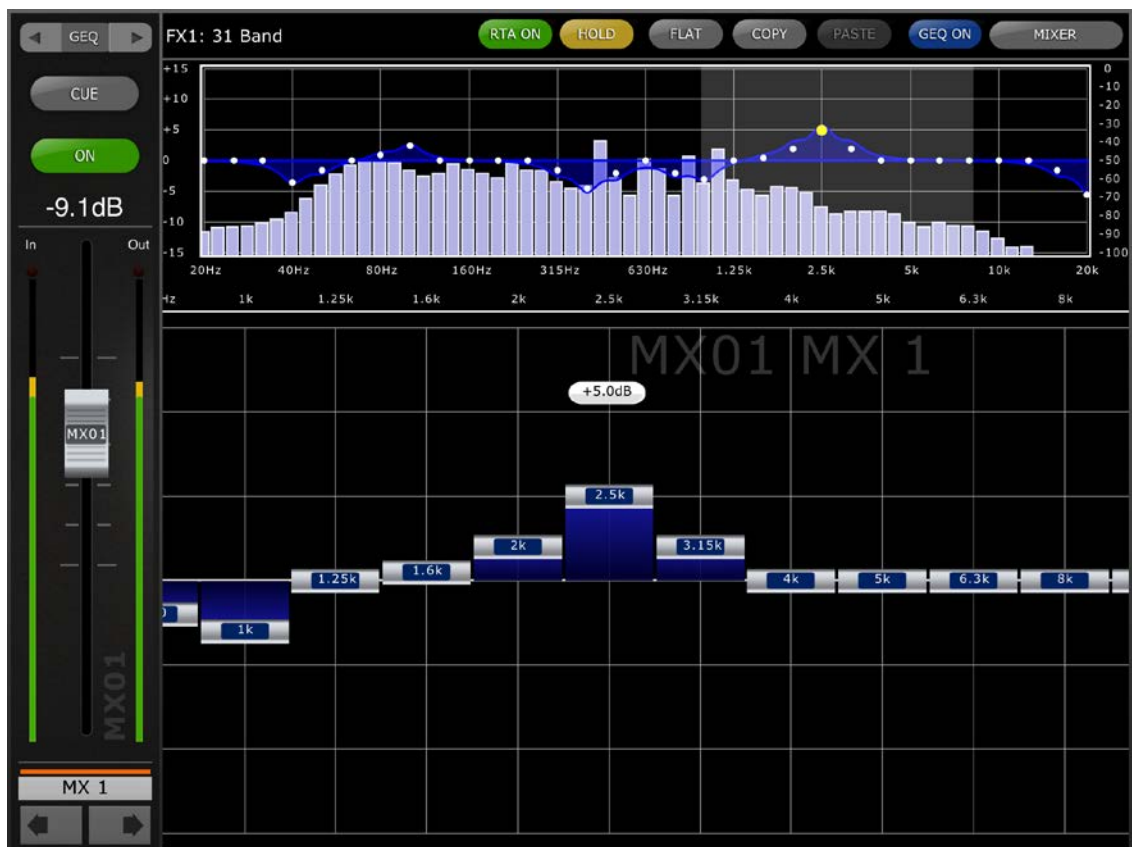 GEQ FX1: 31 Band RTA ON HOLD FLAT COPY PASTE GEQ ON MIXER
CUE
ON
-9.1dB
In Out
MX01
MX01
MX 1
+15
+10
+5
0
-5
-10
-15
0
-10
-20
-30
-40
-50
-60
-70
-80
-90
-100
20Hz 40Hz 80Hz 160Hz 315Hz 630Hz 1.25k 2.5k 5k 10k 20k
Hz 1k 1.25k 1.6k 2k 2.5k 3.15k 4k 5k 6.3k 8k
MX01 MX 1
+5.0dB
2.5k
2k 3.15k
1.6k
1.25k 4k 5k 6.3k 8k
0
1k